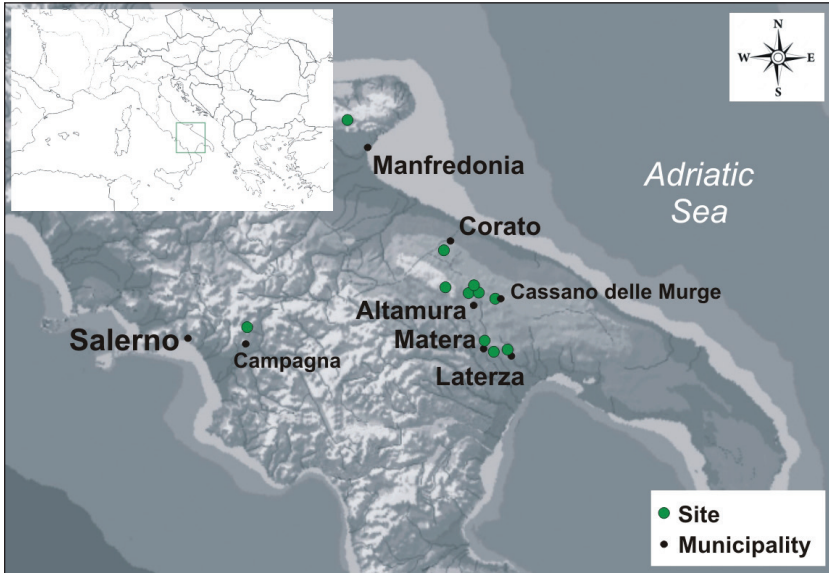 N
W E
S
Manfredonia
Adriatic
Sea
Corato
Cassano delle Murge
Altamura
Salerno
Matera
Campagna
Laterza
Site
Municipality